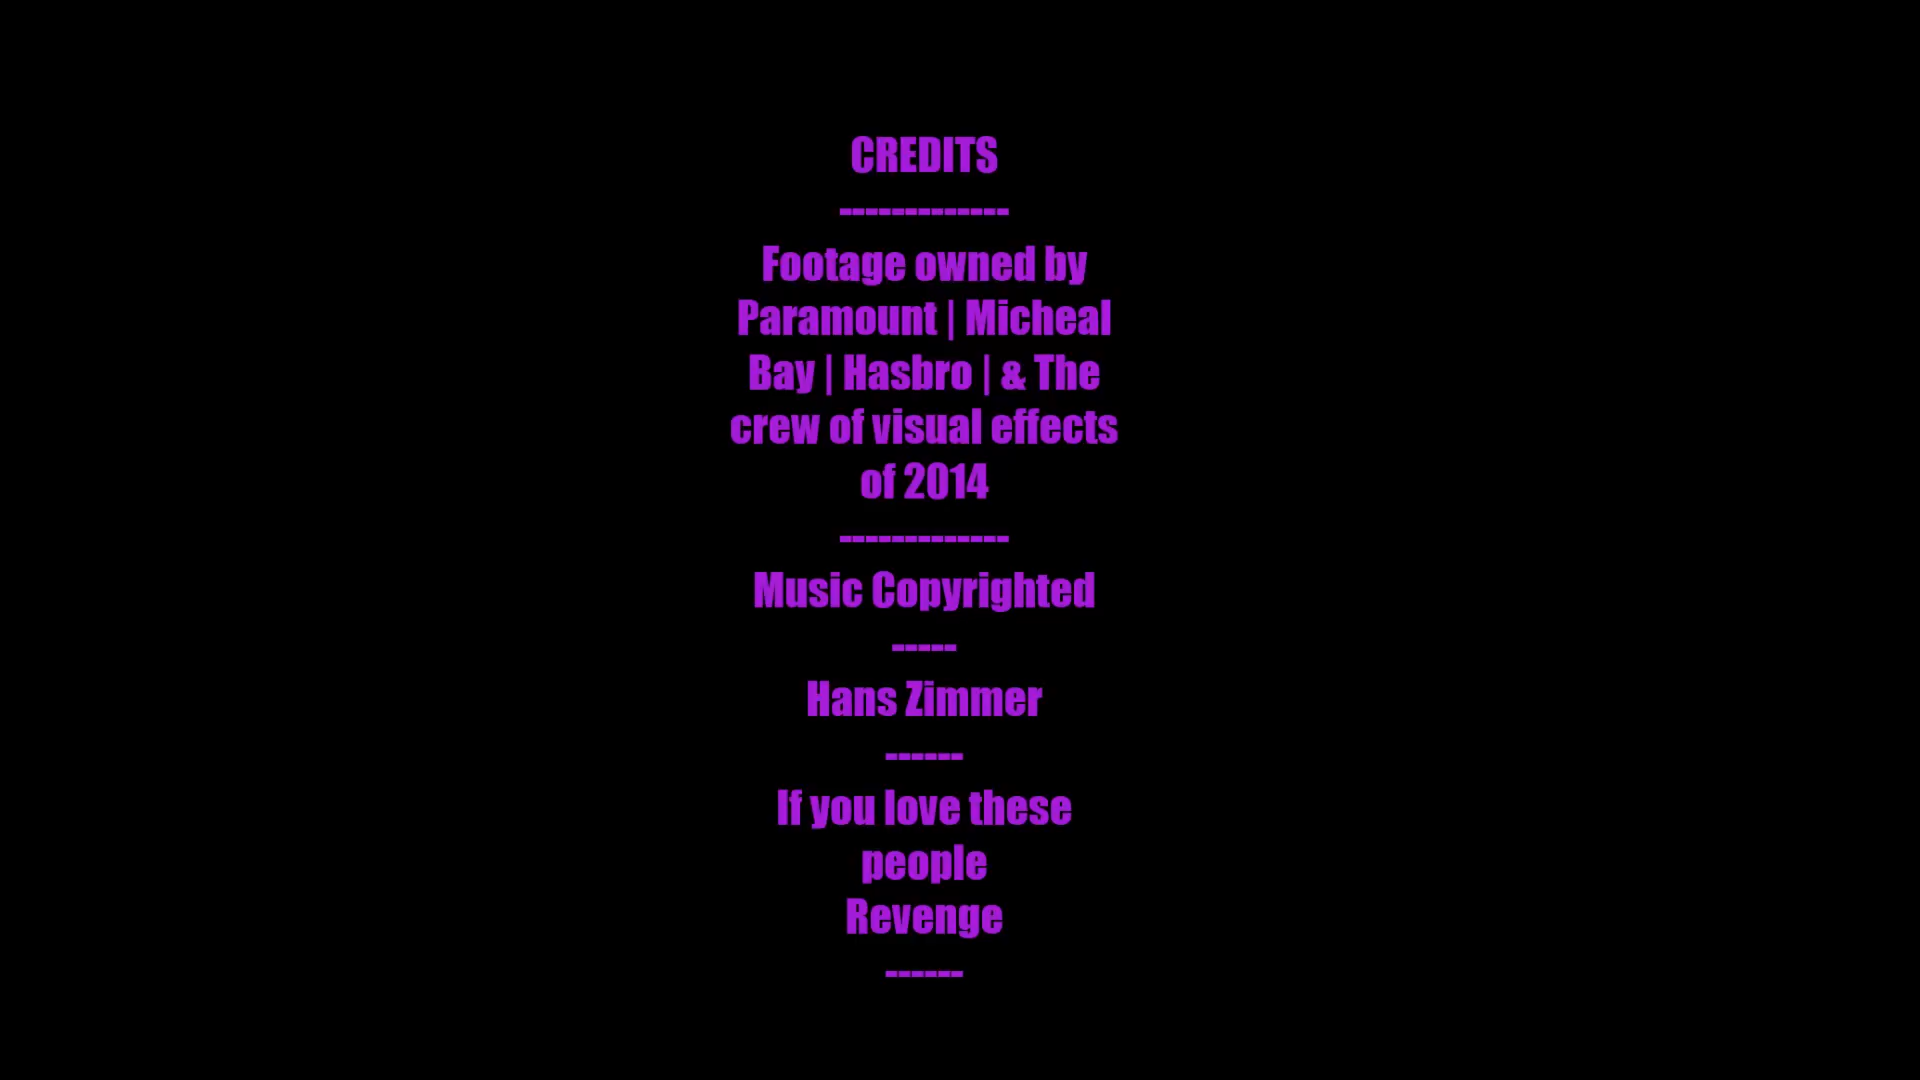 CREDITS
-------------
Footage owned by
Paramount | Micheal
Bay | Hasbro | & The
crew of visual effects
of 2014
-------------
Music Copyrighted
-----
Hans Zimmer
------
If you love these
people
Revenge
------